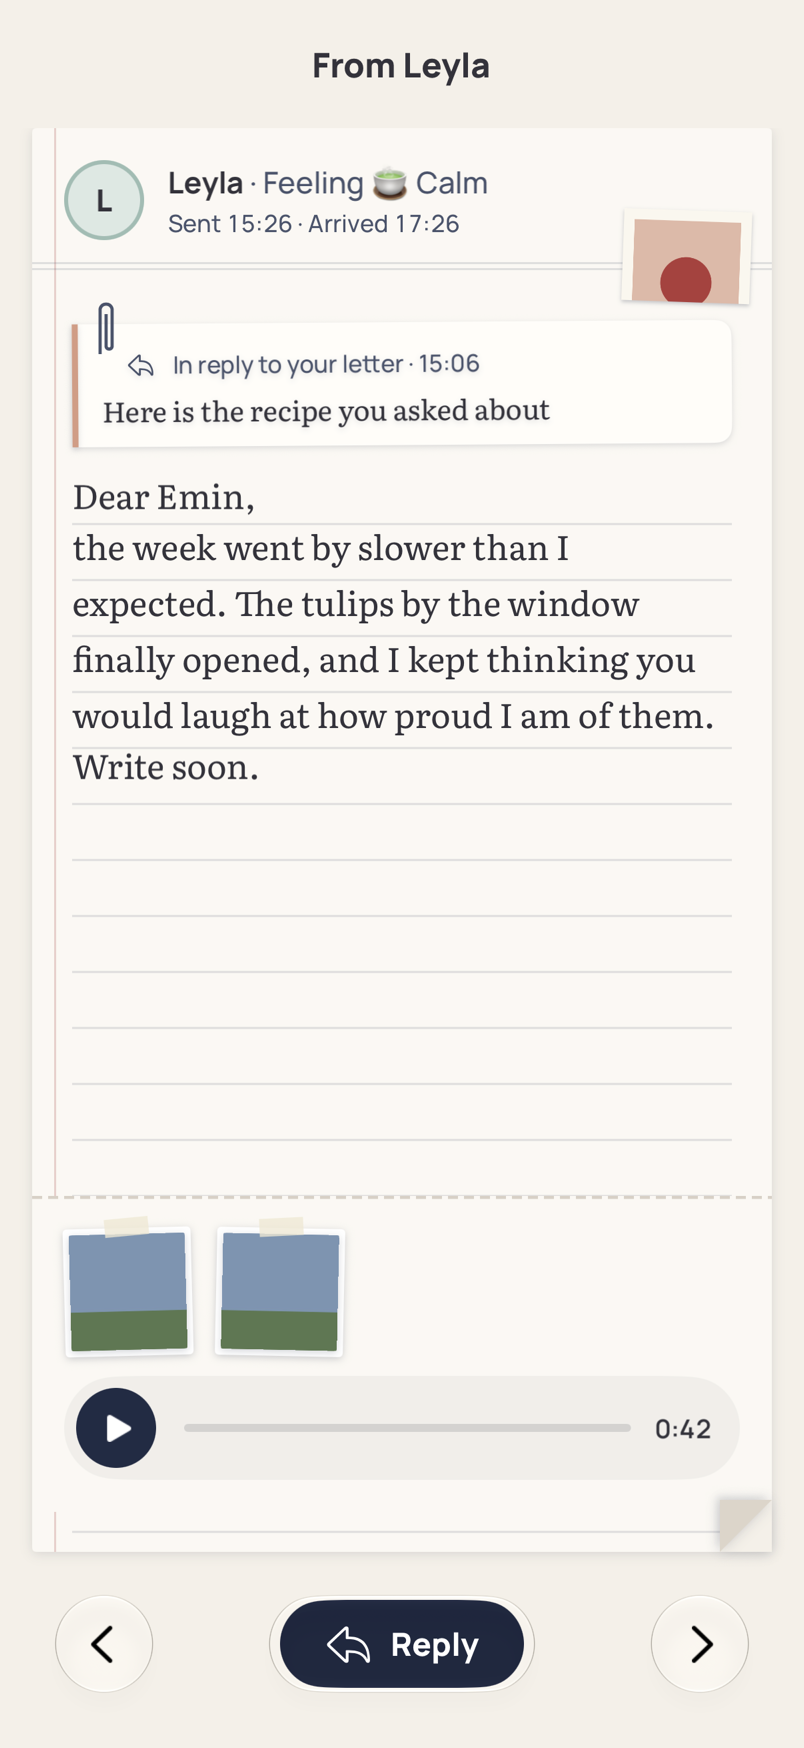 From Leyla
L
Leyla · Feeling 🍵 Calm
Sent 15:26 · Arrived 17:26
In reply to your letter · 15:06
Here is the recipe you asked about
Dear Emin,
the week went by slower than I
expected. The tulips by the window
finally opened, and I kept thinking you
would laugh at how proud I am of them.
Write soon.
0:42
Reply